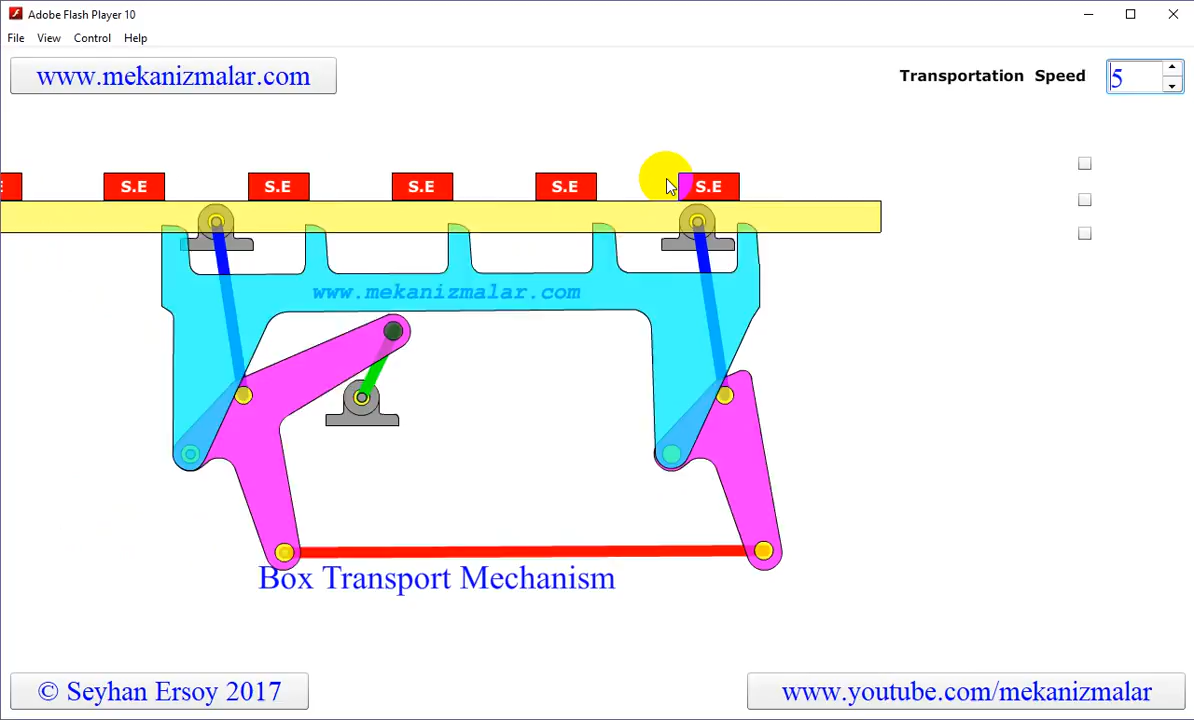 Adobe Flash Player 10
File View Control Help
www.mekanizmalar.com
Transportation Speed 5
S.E S.E S.E S.E S.E
www.mekanizmalar.com
Box Transport Mechanism
© Seyhan Ersoy 2017
www.youtube.com/mekanizmalar